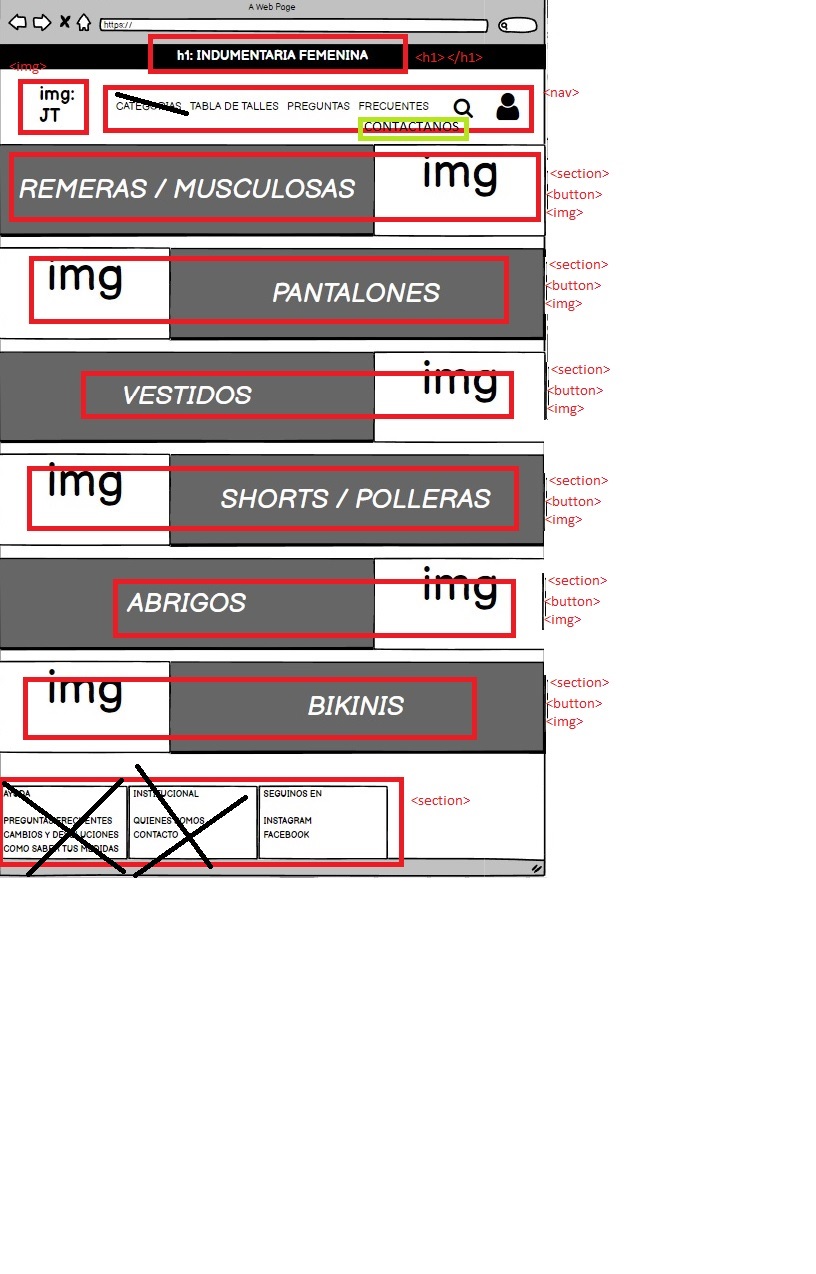 A Web Page
https://
h1: INDUMENTARIA FEMENINA
<h1> </h1>
<img>
img:
JT
CATEGORIAS TABLA DE TALLES PREGUNTAS FRECUENTES
<nav>
CONTACTANOS
REMERAS / MUSCULOSAS
img
<section>
<button>
<img>
img
PANTALONES
<section>
<button>
<img>
VESTIDOS
img
<section>
<button>
<img>
img
SHORTS / POLLERAS
<section>
<button>
<img>
ABRIGOS
img
<section>
<button>
<img>
img
BIKINIS
<section>
<button>
<img>
AYUDA
PREGUNTAS FRECUENTES
CAMBIOS Y DEVOLUCIONES
COMO SABER TUS MEDIDAS
INSTITUCIONAL
QUIENES SOMOS
CONTACTO
SEGUINOS EN
INSTAGRAM
FACEBOOK
<section>